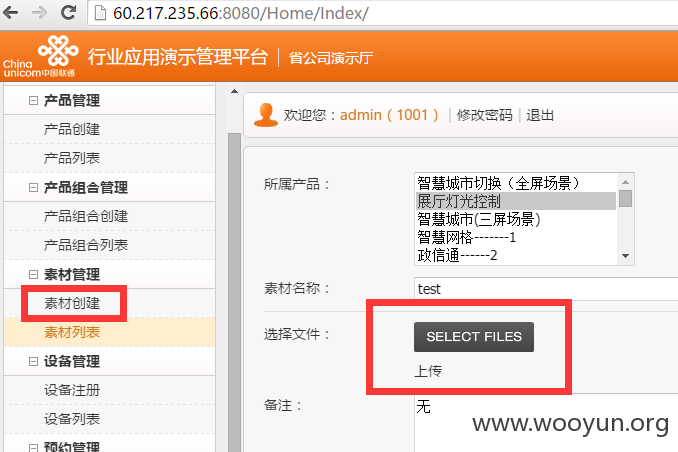 60.217.235.66:8080/Home/Index/
China unicom中国联通
行业应用演示管理平台 | 省公司演示厅
产品管理
产品创建
产品列表
产品组合管理
产品组合创建
产品组合列表
素材管理
素材创建
素材列表
设备管理
设备注册
设备列表
预约管理
欢迎您：admin（1001） | 修改密码 | 退出
所属产品：
智慧城市切换（全屏场景）
展厅灯光控制
智慧城市(三屏场景)
智慧网格-------1
政信通------2
素材名称：
test
选择文件：
SELECT FILES
上传
备注：
无
www.wooyun.org